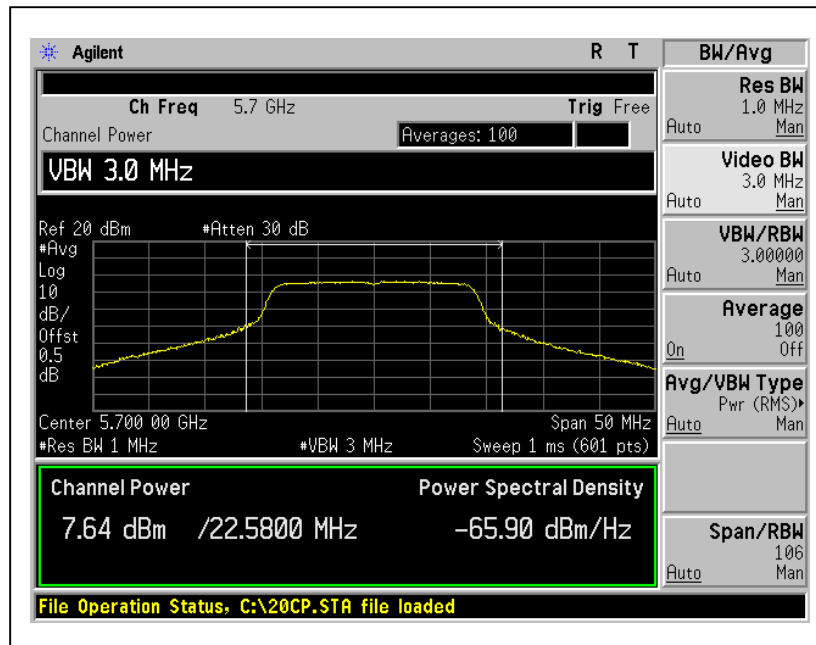 Agilent R T
Ch Freq 5.7 GHz Trig Free
Channel Power Averages: 100
VBW 3.0 MHz
Ref 20 dBm #Atten 30 dB
#Avg
Log
10
dB/
Offst
0.5
dB
Center 5.700 00 GHz Span 50 MHz
#Res BW 1 MHz #VBW 3 MHz Sweep 1 ms (601 pts)
Channel Power Power Spectral Density
7.64 dBm /22.5800 MHz -65.90 dBm/Hz
File Operation Status, C:\20CP.STA file loaded
BW/Avg
Res BW
1.0 MHz
Auto Man
Video BW
3.0 MHz
Auto Man
VBW/RBW
3.00000
Auto Man
Average
100
On Off
Avg/VBW Type
Pwr (RMS)▸
Auto Man
Span/RBW
106
Auto Man